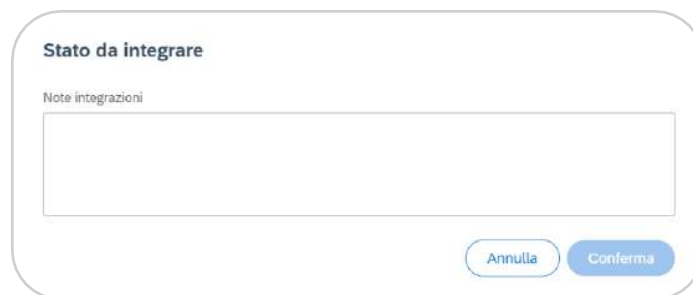 Stato da integrare
Note integrazioni
Annulla
Conferma